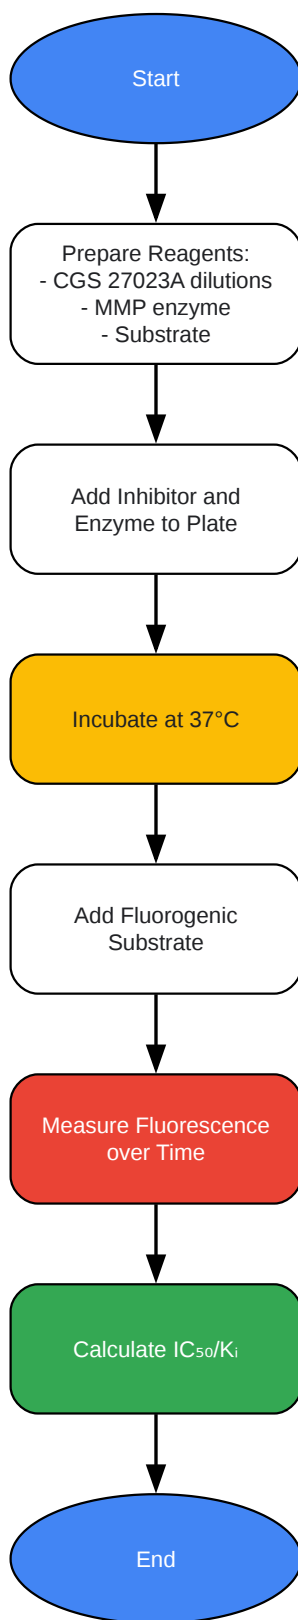 Start
Prepare Reagents:
- CGS 27023A dilutions
- MMP enzyme
- Substrate
Add Inhibitor and
Enzyme to Plate
Incubate at 37°C
Add Fluorogenic
Substrate
Measure Fluorescence
over Time
Calculate IC₅₀/Kᵢ
End